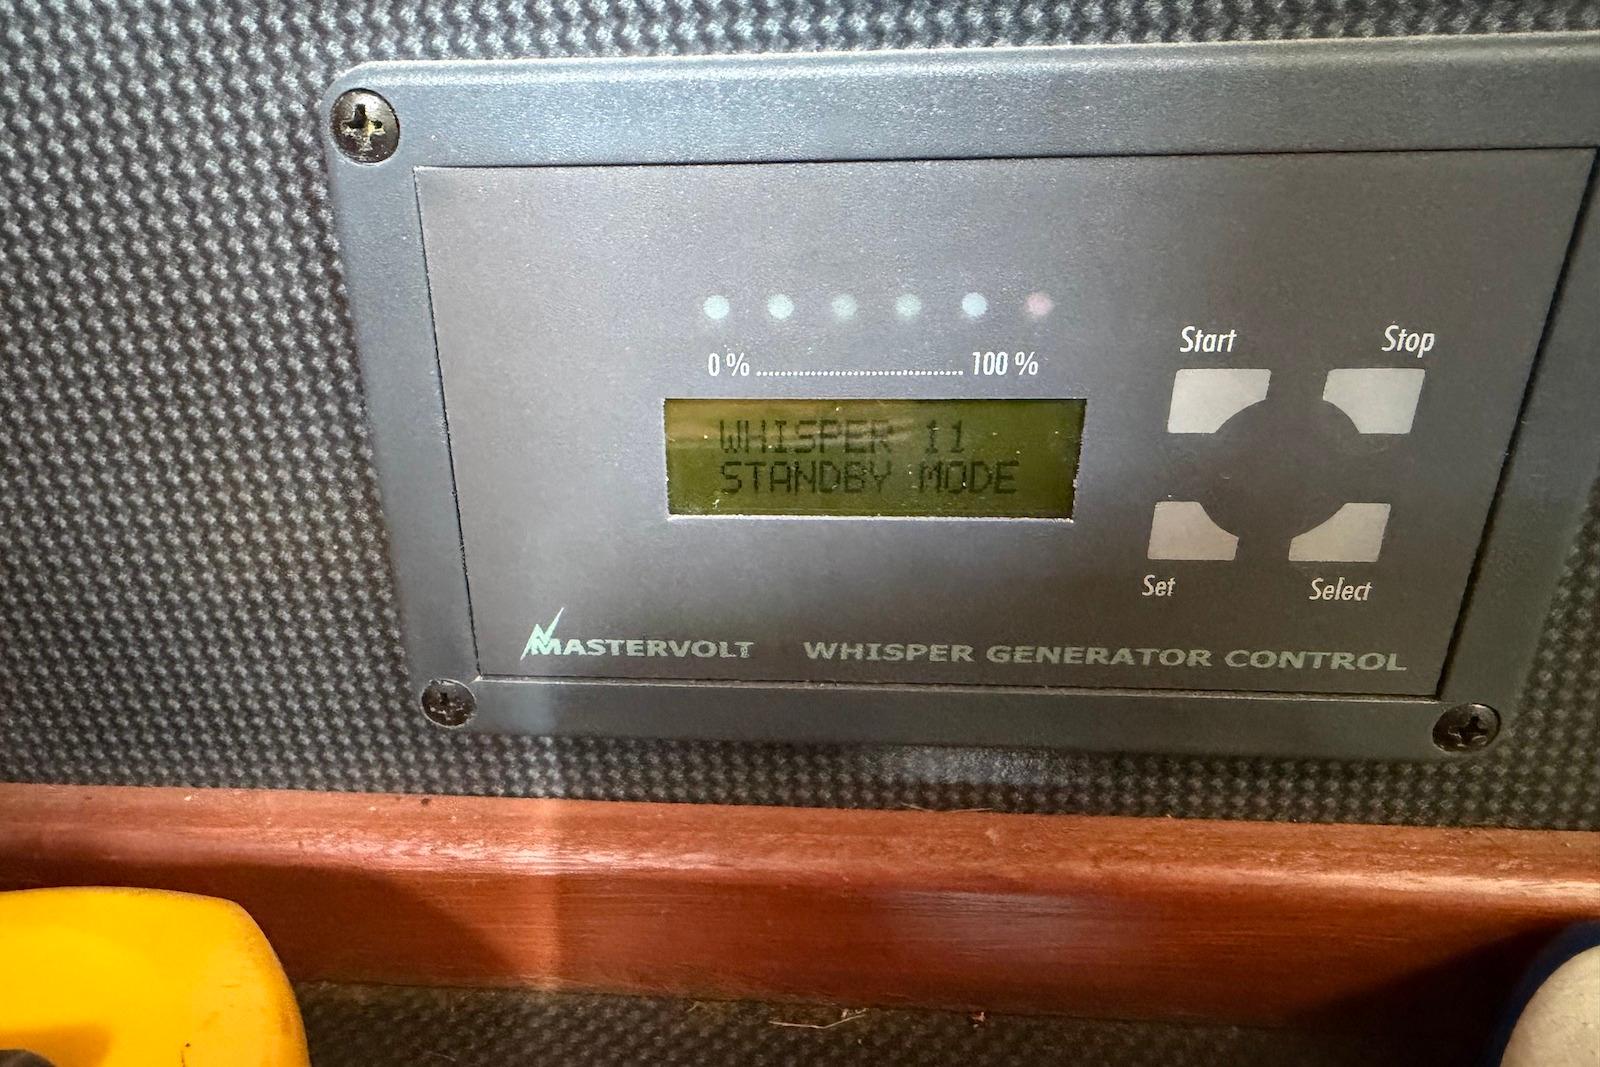 0 % ........................ 100 %
Start
Stop
WHISPER 11
STANDBY MODE
Set
Select
MASTERVOLT
WHISPER GENERATOR CONTROL